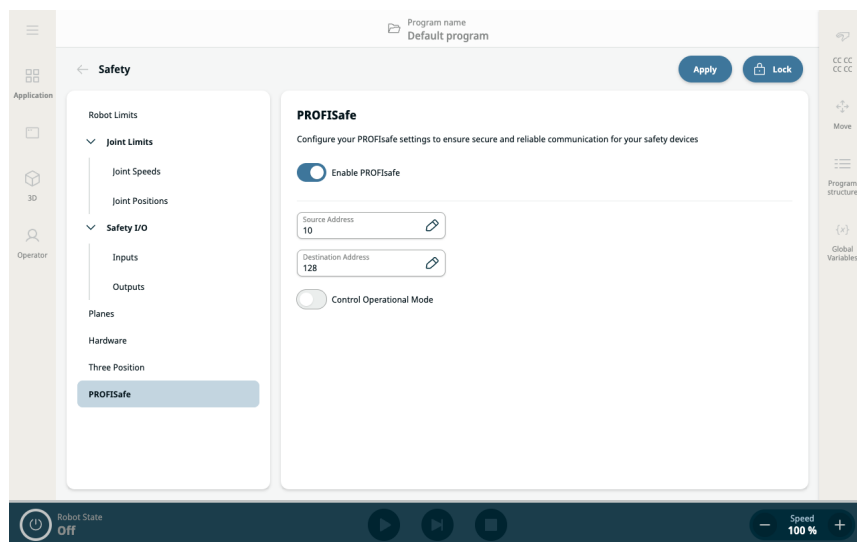 Program name
Default program
Safety
Apply
Lock
Application
3D
Operator
Robot Limits
Joint Limits
Joint Speeds
Joint Positions
Safety I/O
Inputs
Outputs
Planes
Hardware
Three Position
PROFISafe
PROFISafe
Configure your PROFIsafe settings to ensure secure and reliable communication for your safety devices
Enable PROFIsafe
Source Address
10
Destination Address
128
Control Operational Mode
CC CC
CC CC
Move
Program
structure
{x}
Global
Variables
Robot State
Off
Speed
100 %